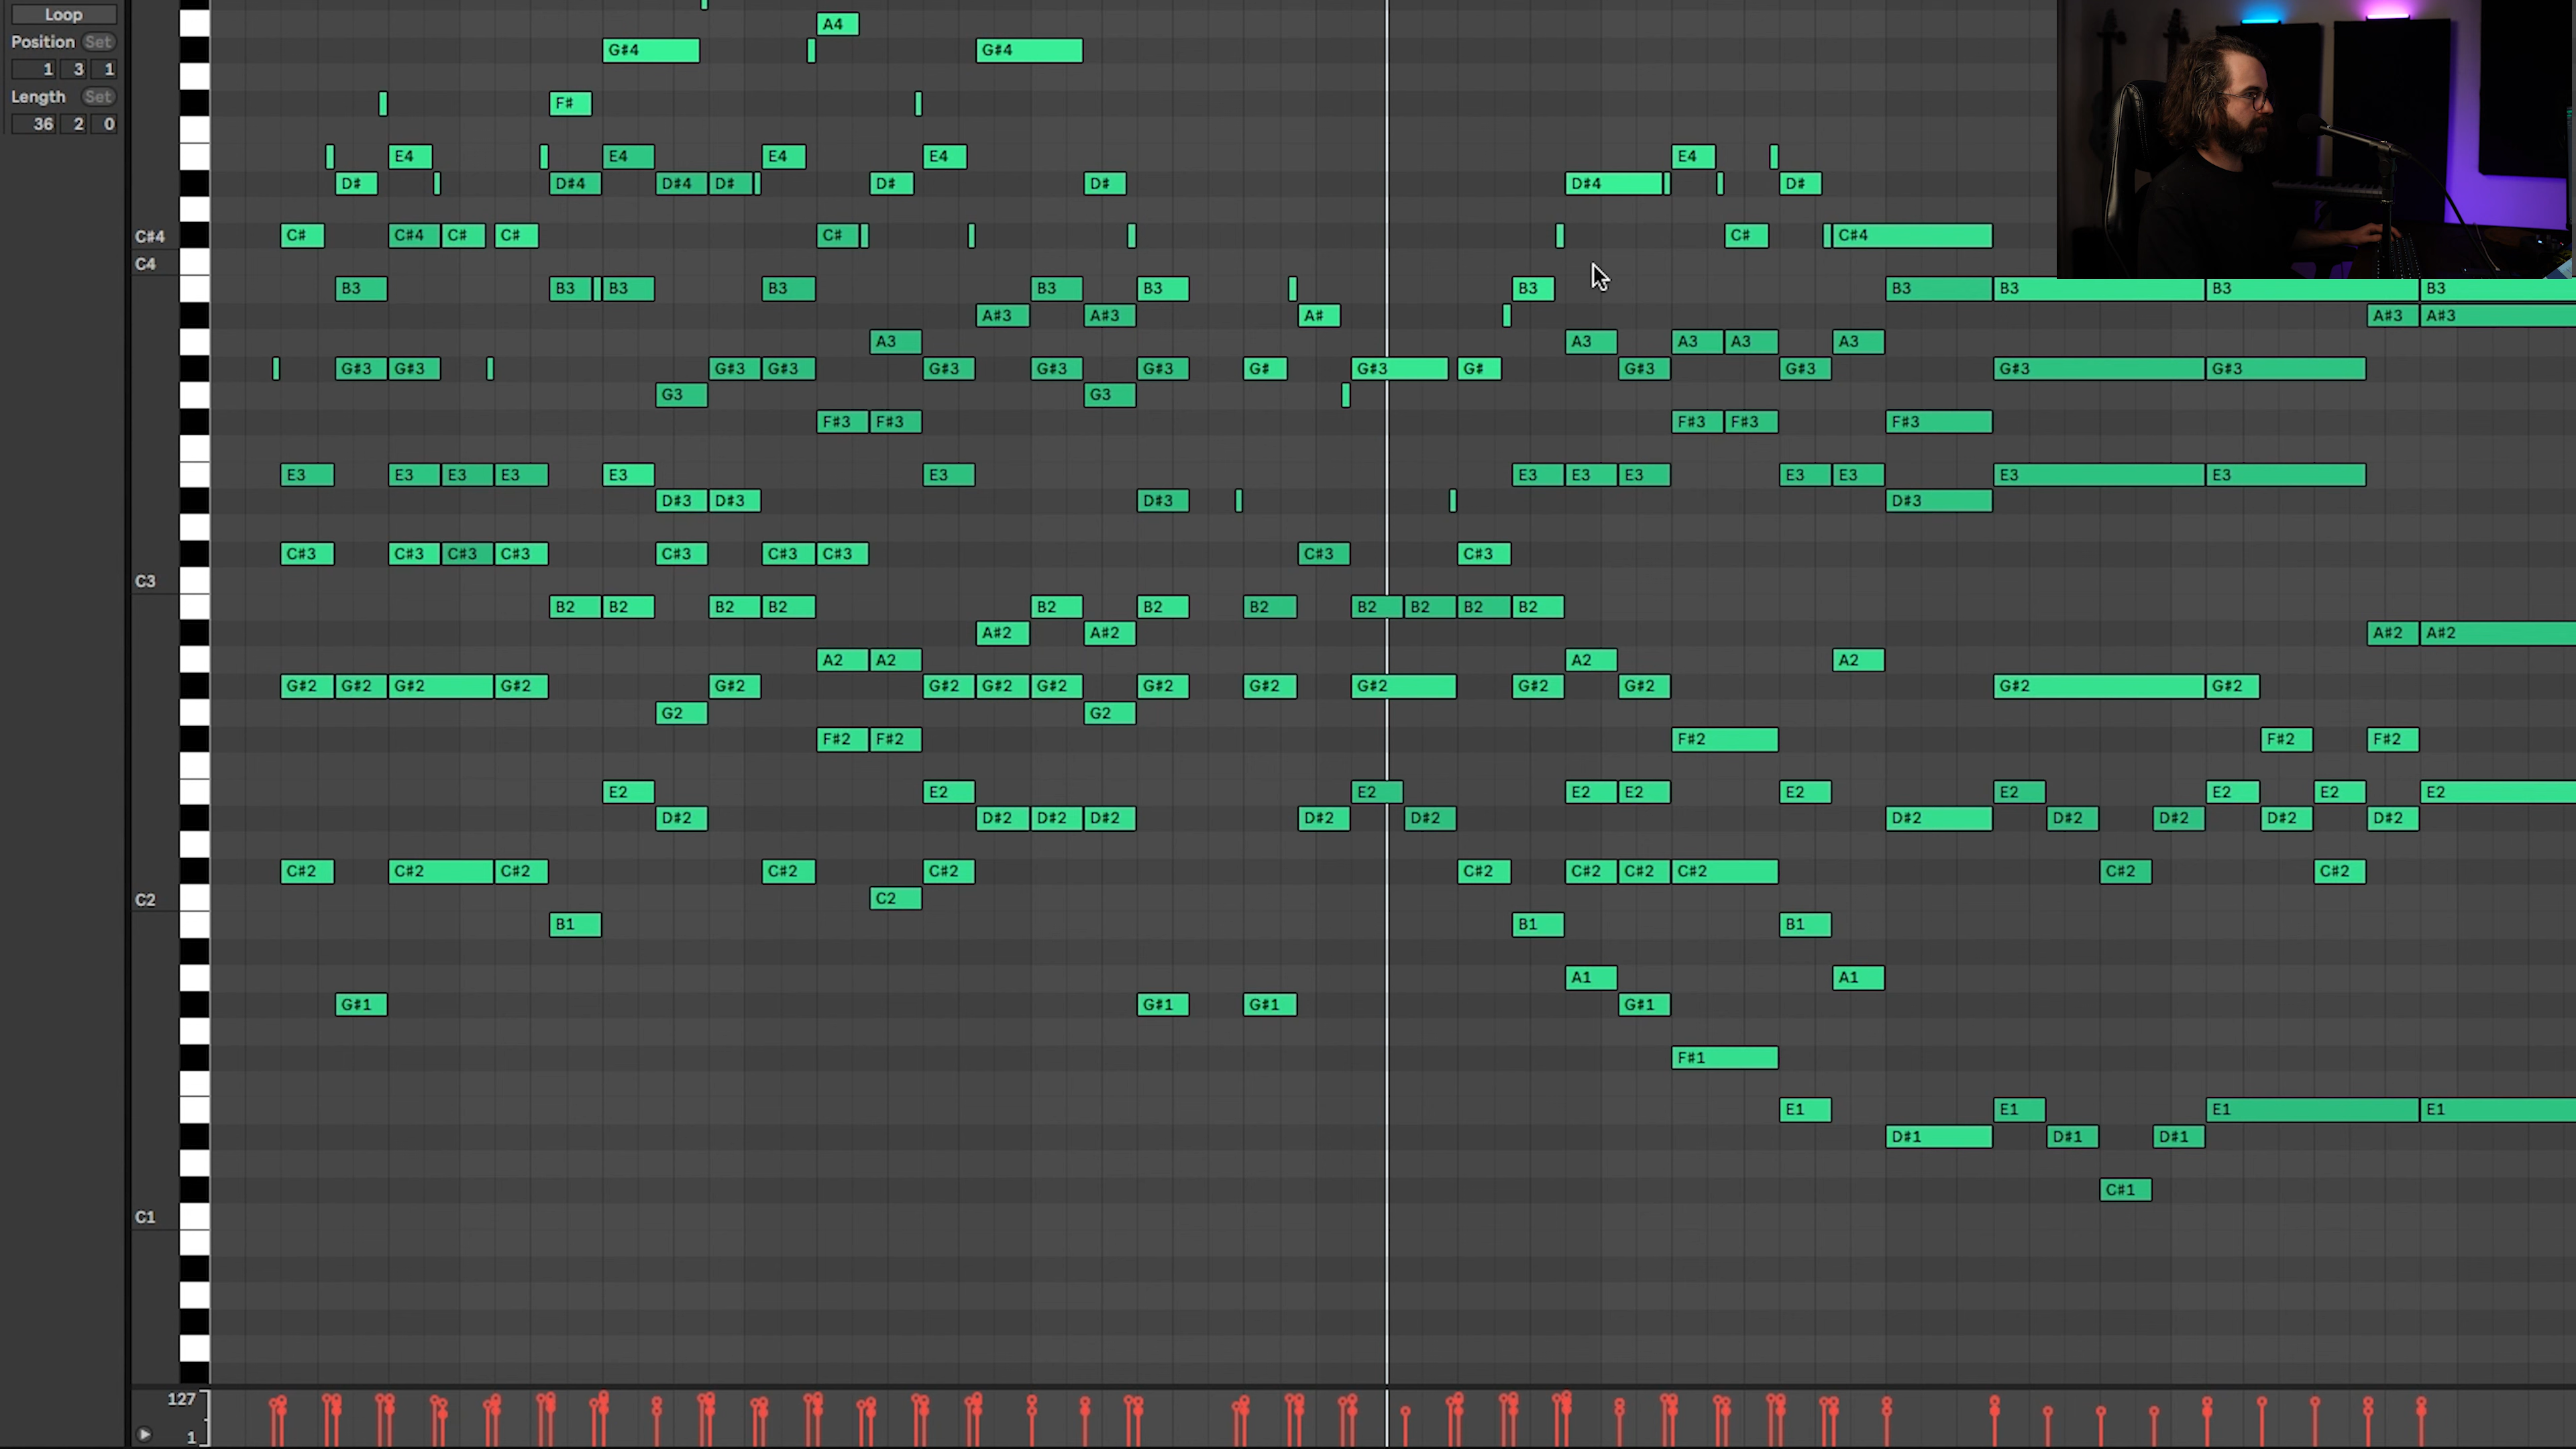 Loop
A4
Position Set
G#4 G#4
1 3 1
Length Set
F#
36 2 0
E4 E4 E4 E4 E4
D# D#4 D#4 D# D# D# D#4 D#
C#4 C# C#4 C# C# C# C# C#4
C4
B3 B3 B3 B3 B3 B3 B3 B3 B3 B3 B3
A#3 A#3 A# A#3 A#3
A3 A3 A3 A3 A3
G#3 G#3 G#3 G#3 G#3 G#3 G#3 G# G#3 G# G#3 G#3 G#3 G#3
G3 G3
F#3 F#3 F#3 F#3 F#3
E3 E3 E3 E3 E3 E3 E3 E3 E3 E3 E3 E3 E3
D#3 D#3 D#3 D#3
C#3 C#3 C#3 C#3 C#3 C#3 C#3 C#3 C#3
C3
B2 B2 B2 B2 B2 B2 B2 B2 B2 B2 B2
A#2 A#2 A#2 A#2
A2 A2 A2 A2
G#2 G#2 G#2 G#2 G#2 G#2 G#2 G#2 G#2 G#2 G#2 G#2 G#2 G#2 G#2
G2 G2
F#2 F#2 F#2 F#2 F#2
E2 E2 E2 E2 E2 E2 E2 E2 E2 E2
D#2 D#2 D#2 D#2 D#2 D#2 D#2 D#2 D#2 D#2 D#2
C#2 C#2 C#2 C#2 C#2 C#2 C#2 C#2 C#2 C#2 C#2
C2 C2
B1 B1 B1
A1 A1
G#1 G#1 G#1 G#1
F#1
E1 E1 E1 E1
D#1 D#1 D#1
C#1
C1
127
1